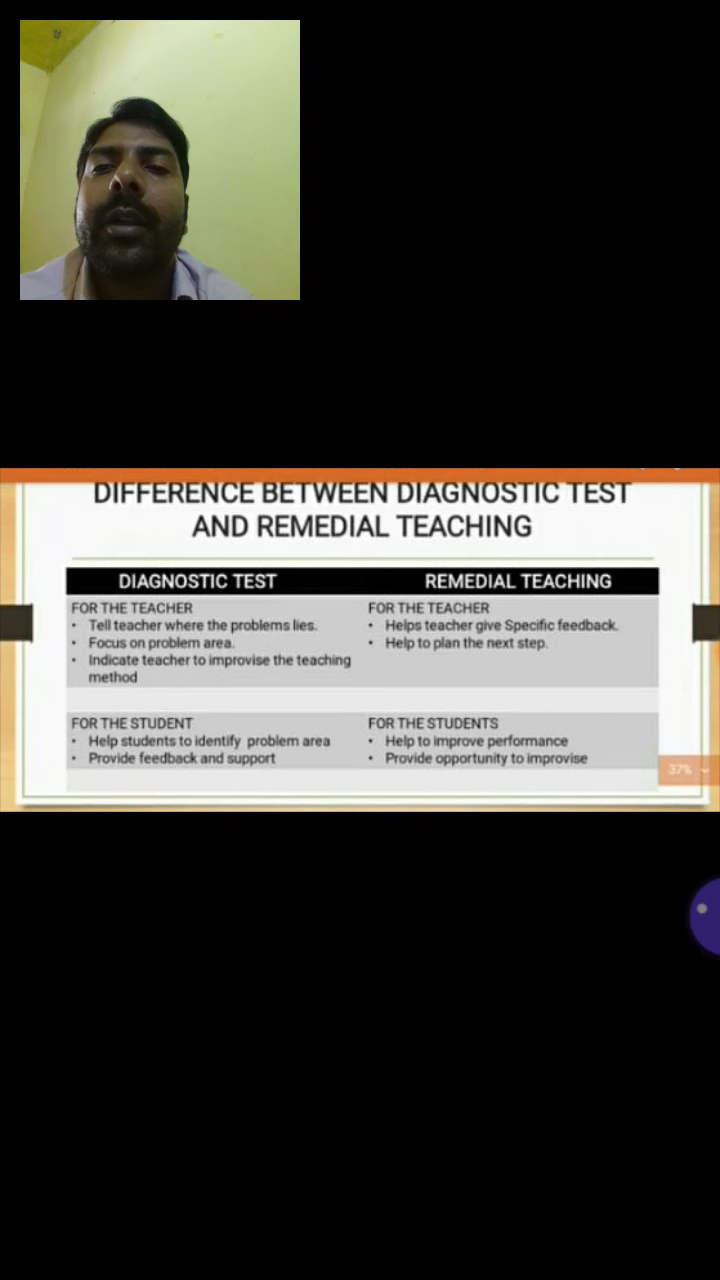 DIFFERENCE BETWEEN DIAGNOSTIC TEST
AND REMEDIAL TEACHING
DIAGNOSTIC TEST
REMEDIAL TEACHING
FOR THE TEACHER
• Tell teacher where the problems lies.
• Focus on problem area.
• Indicate teacher to improvise the teaching
method
FOR THE TEACHER
• Helps teacher give Specific feedback.
• Help to plan the next step.
FOR THE STUDENT
• Help students to identify problem area
• Provide feedback and support
FOR THE STUDENTS
• Help to improve performance
• Provide opportunity to improvise
37%